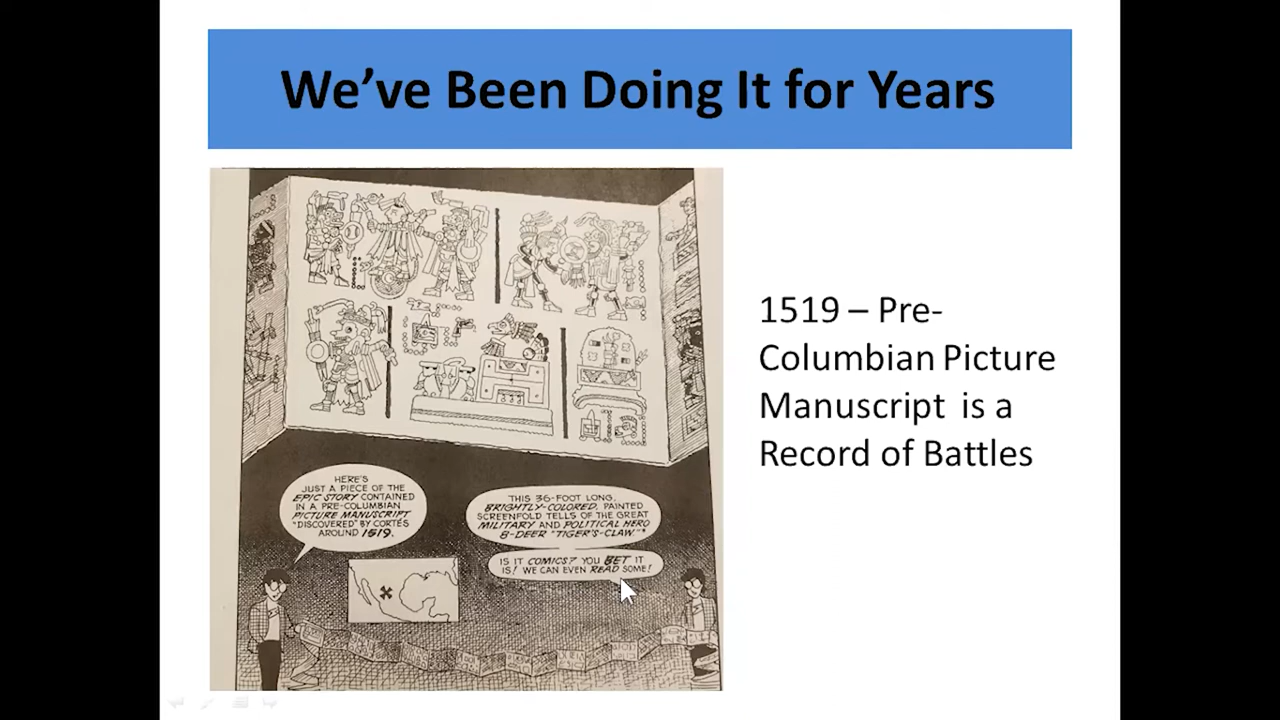 We've Been Doing It for Years
HERE'S
JUST A PIECE OF THE
EPIC STORY CONTAINED
IN A PRE-COLUMBIAN
PICTURE MANUSCRIPT
"DISCOVERED" BY CORTÉS
AROUND 1519.
THIS 36-FOOT LONG,
BRIGHTLY-COLORED, PAINTED
SCREENFOLD TELLS OF THE GREAT
MILITARY AND POLITICAL HERO
8-DEER "TIGER'S-CLAW."*
IS IT COMICS? YOU BET IT
IS! WE CAN EVEN READ SOME!
1519 – Pre-
Columbian Picture
Manuscript is a
Record of Battles